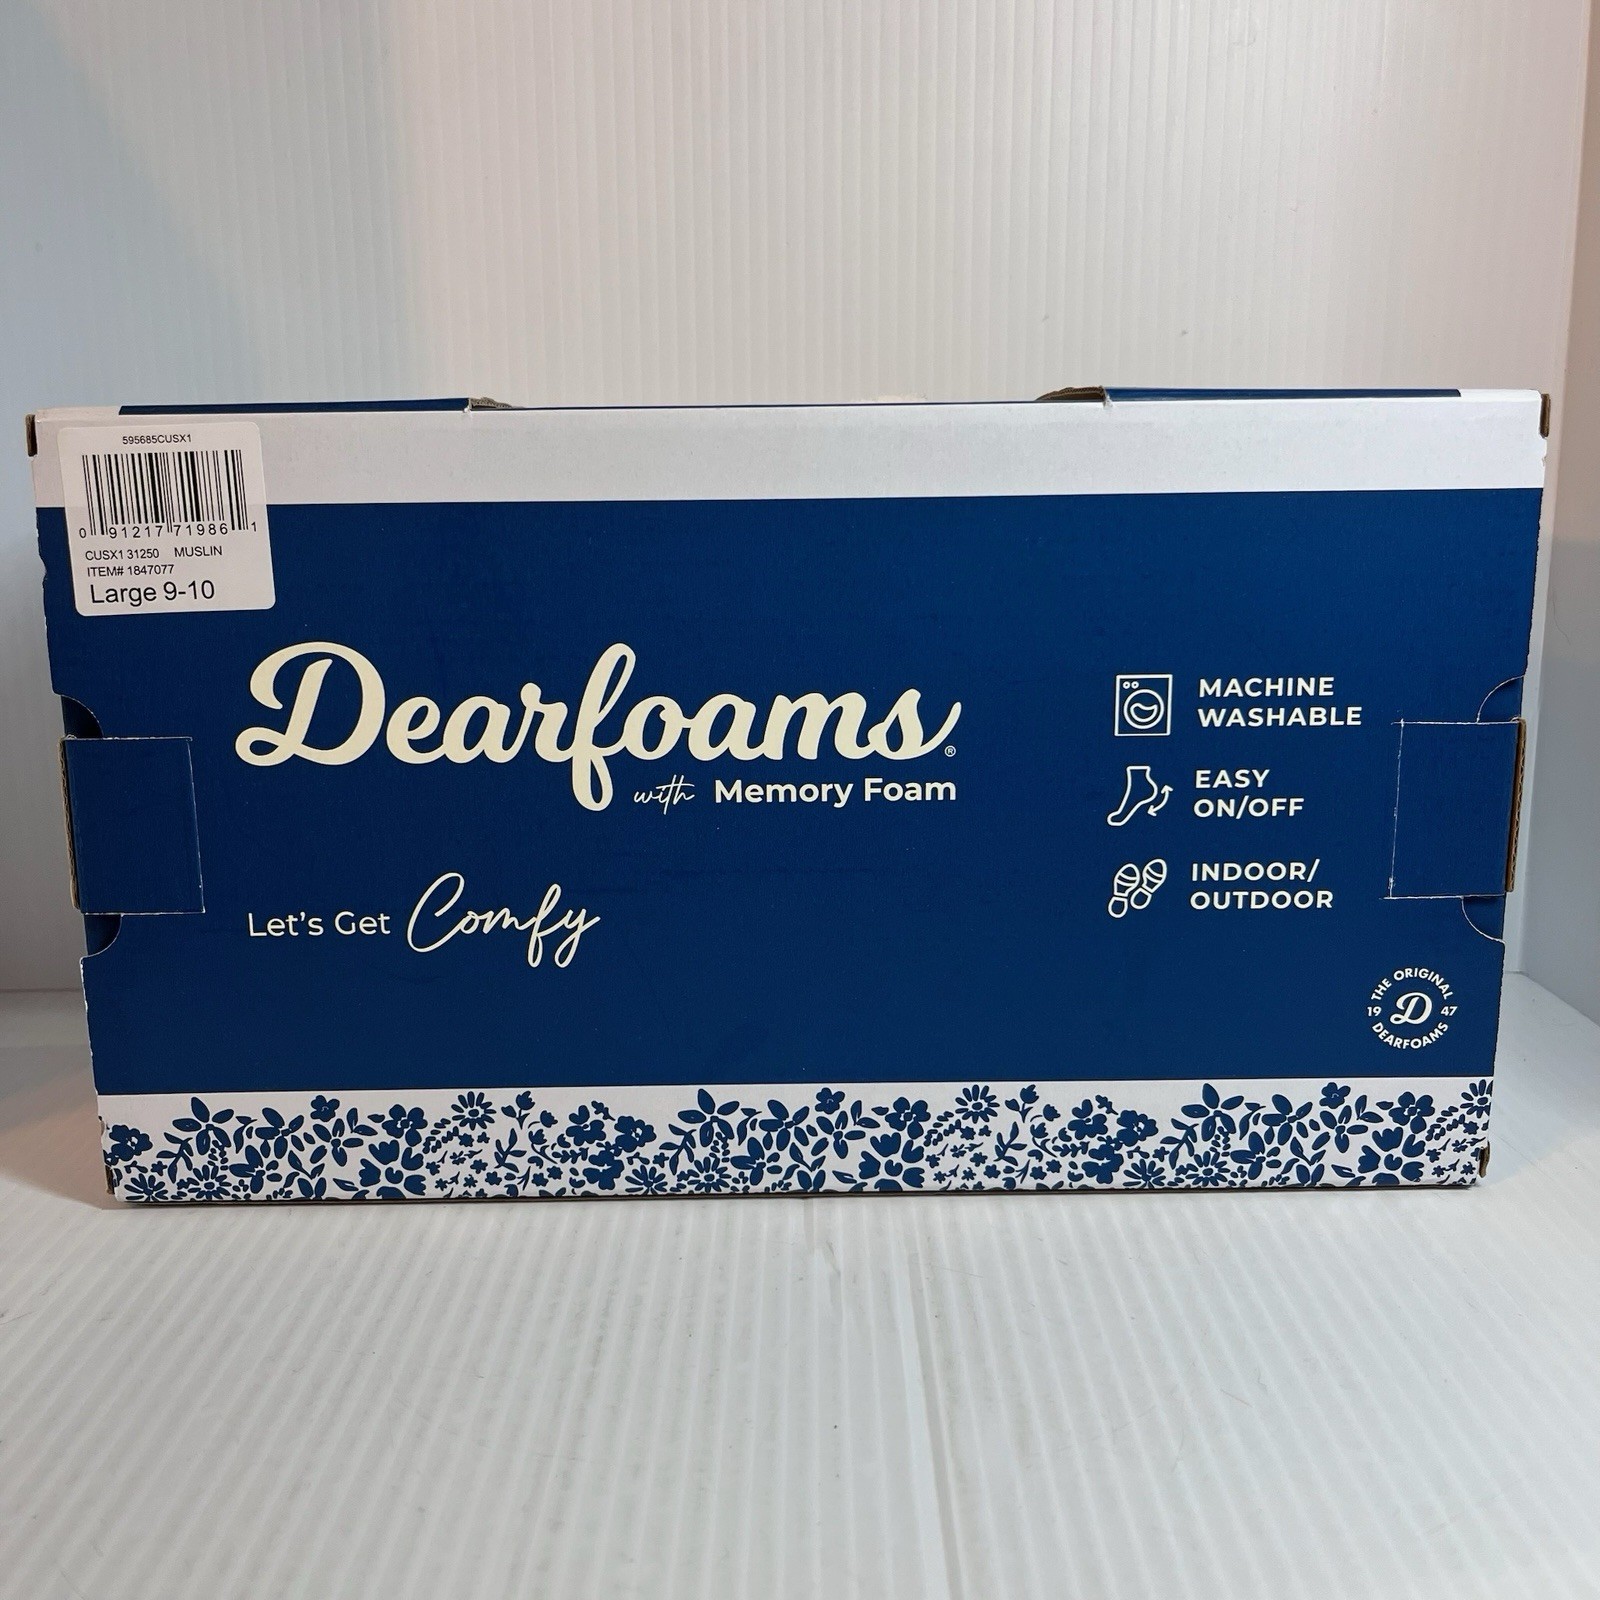 595685CUSX1
0 91217 71986 1
CUSX1 31250 MUSLIN
ITEM# 1847077
Large 9-10
Dearfoams®
with Memory Foam
Let's Get Comfy
MACHINE
WASHABLE
EASY
ON/OFF
INDOOR/
OUTDOOR
THE ORIGINAL
19 D 47
DEARFOAMS